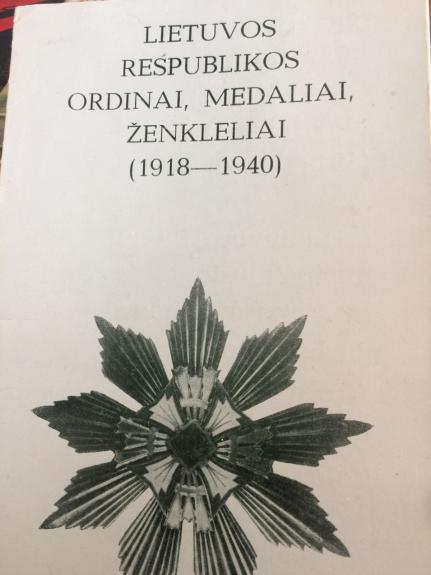 LIETUVOS
RESPUBLIKOS
ORDINAI, MEDALIAI,
ŽENKLELIAI
(1918—1940)